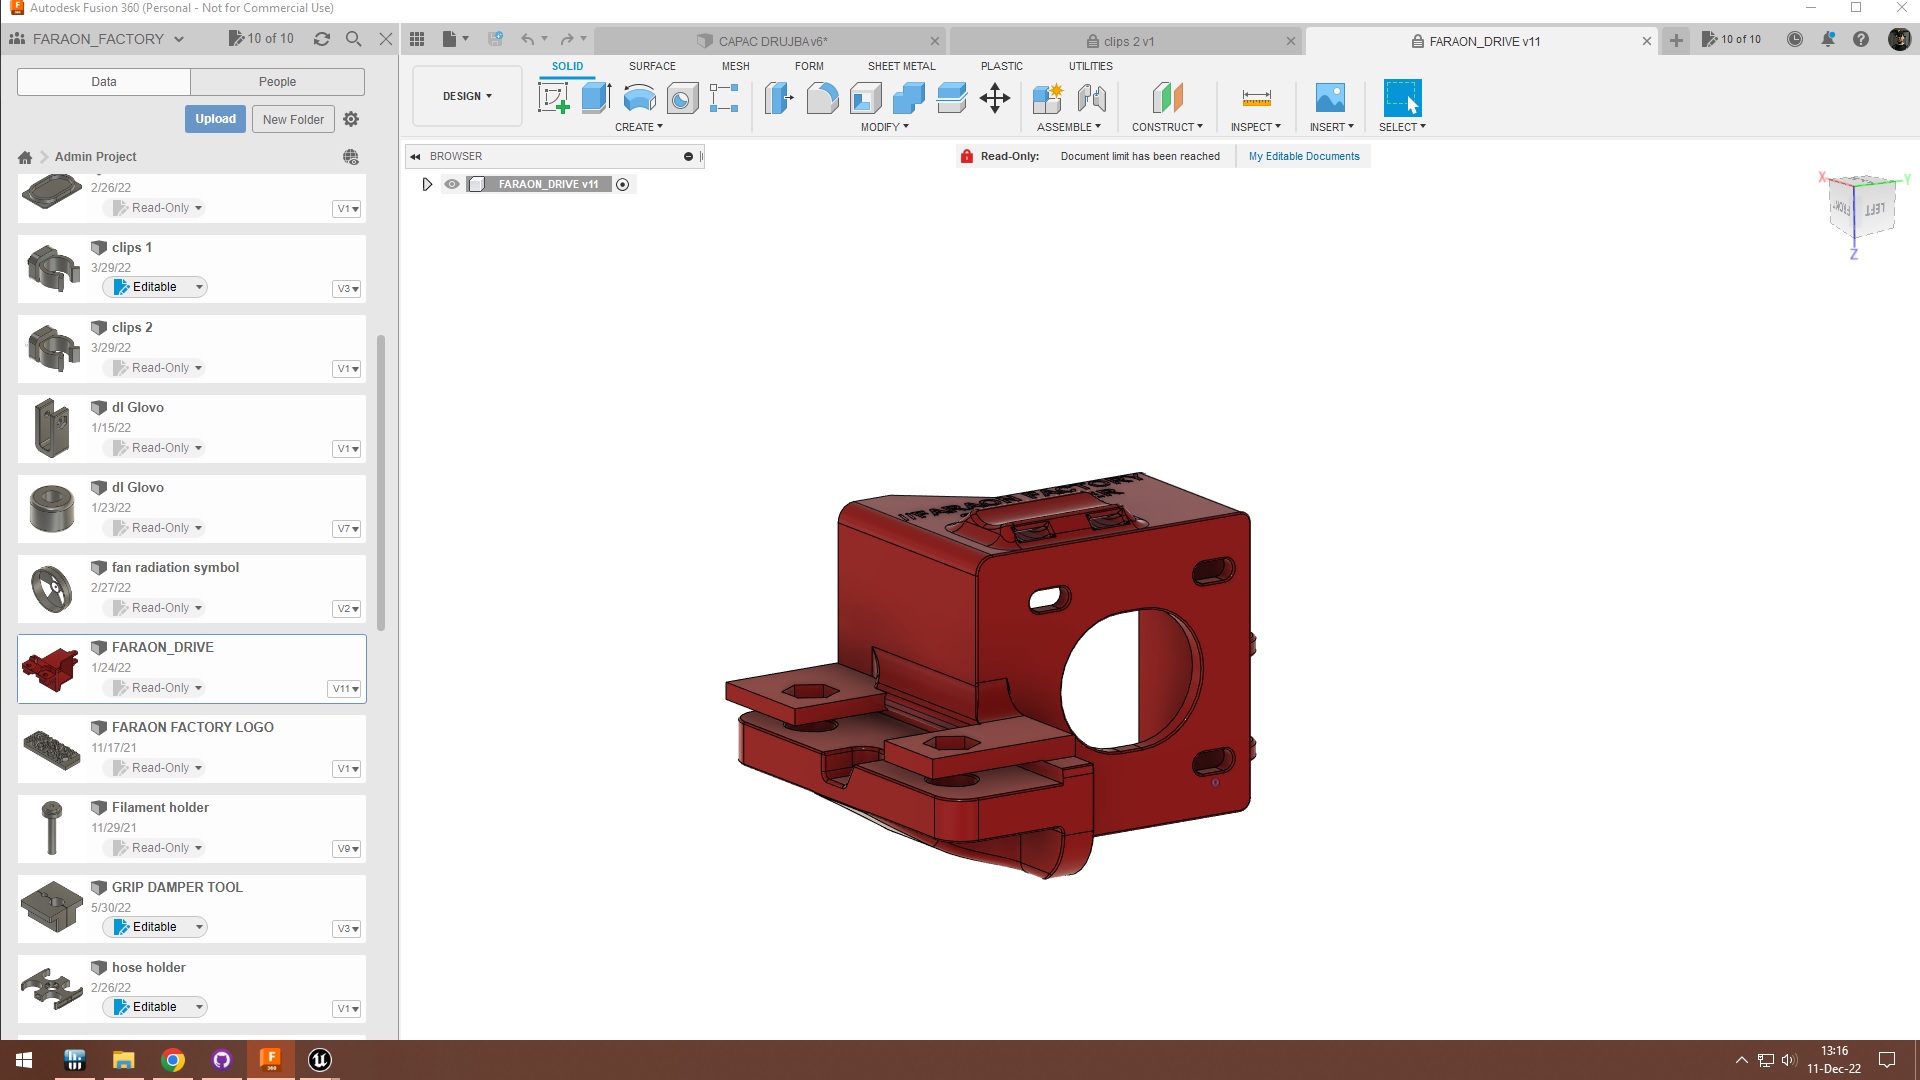 Autodesk Fusion 360 (Personal - Not for Commercial Use)
FARAON_FACTORY
10 of 10
CAPAC DRUJBA v6*
clips 2 v1
FARAON_DRIVE v11
10 of 10
Data
People
Upload
New Folder
Admin Project
DESIGN
SOLID
SURFACE
MESH
FORM
SHEET METAL
PLASTIC
UTILITIES
CREATE
MODIFY
ASSEMBLE
CONSTRUCT
INSPECT
INSERT
SELECT
BROWSER
FARAON_DRIVE v11
Read-Only:
Document limit has been reached
My Editable Documents
X
Y
Z
LEFT
2/26/22
Read-Only
V1
clips 1
3/29/22
Editable
V3
clips 2
3/29/22
Read-Only
V1
dl Glovo
1/15/22
Read-Only
V1
dl Glovo
1/23/22
Read-Only
V7
fan radiation symbol
2/27/22
Read-Only
V2
FARAON_DRIVE
1/24/22
Read-Only
V11
FARAON FACTORY LOGO
11/17/21
Read-Only
V1
Filament holder
11/29/21
Read-Only
V9
GRIP DAMPER TOOL
5/30/22
Editable
V3
hose holder
2/26/22
Editable
V1
FARAON FACTORY
13:16
11-Dec-22